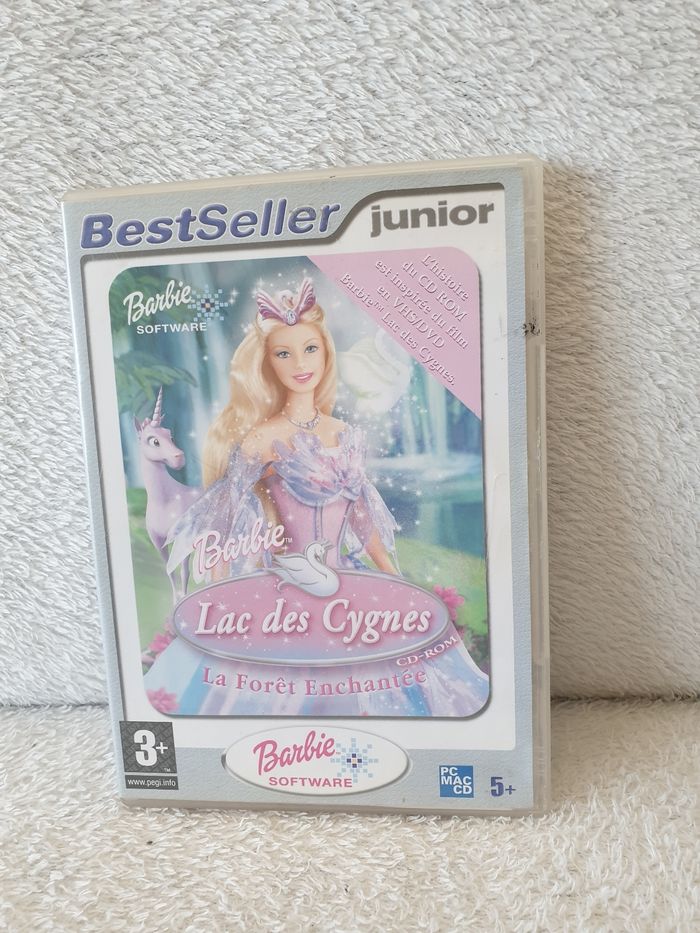 BestSeller junior
Barbie
SOFTWARE
L'histoire
du CD ROM
est inspirée du film
en VHS/DVD
Barbie™ Lac des Cygnes.
Barbie™
Lac des Cygnes
CD-ROM
La Forêt Enchantée
3+
™
www.pegi.info
Barbie
SOFTWARE
PC
MAC
CD
5+